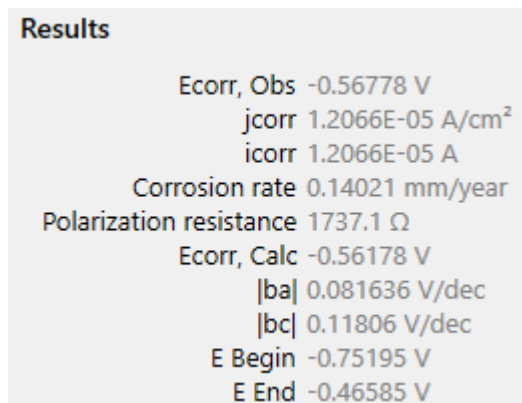 Results
Ecorr, Obs -0.56778 V
jcorr 1.2066E-05 A/cm²
icorr 1.2066E-05 A
Corrosion rate 0.14021 mm/year
Polarization resistance 1737.1 Ω
Ecorr, Calc -0.56178 V
|ba| 0.081636 V/dec
|bc| 0.11806 V/dec
E Begin -0.75195 V
E End -0.46585 V